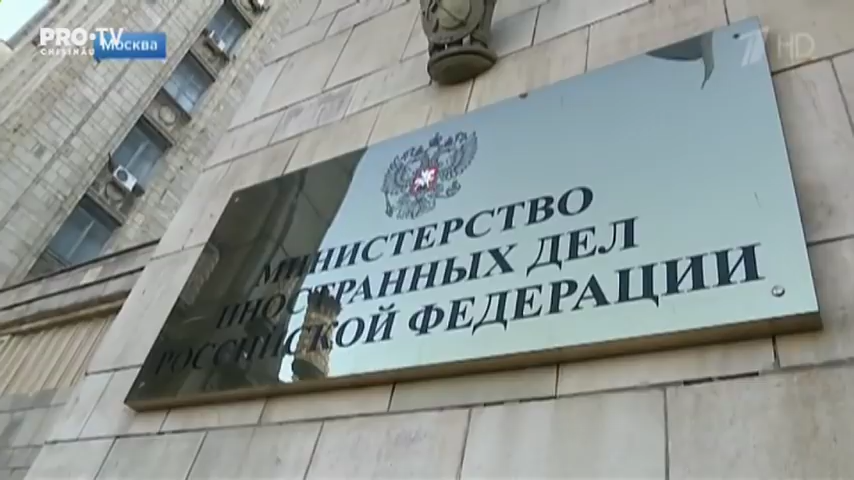 PRO•TV
CHIȘINĂU
Москва
HD
МИНИСТЕРСТВО
ИНОСТРАННЫХ ДЕЛ
РОССИЙСКОЙ ФЕДЕРАЦИИ